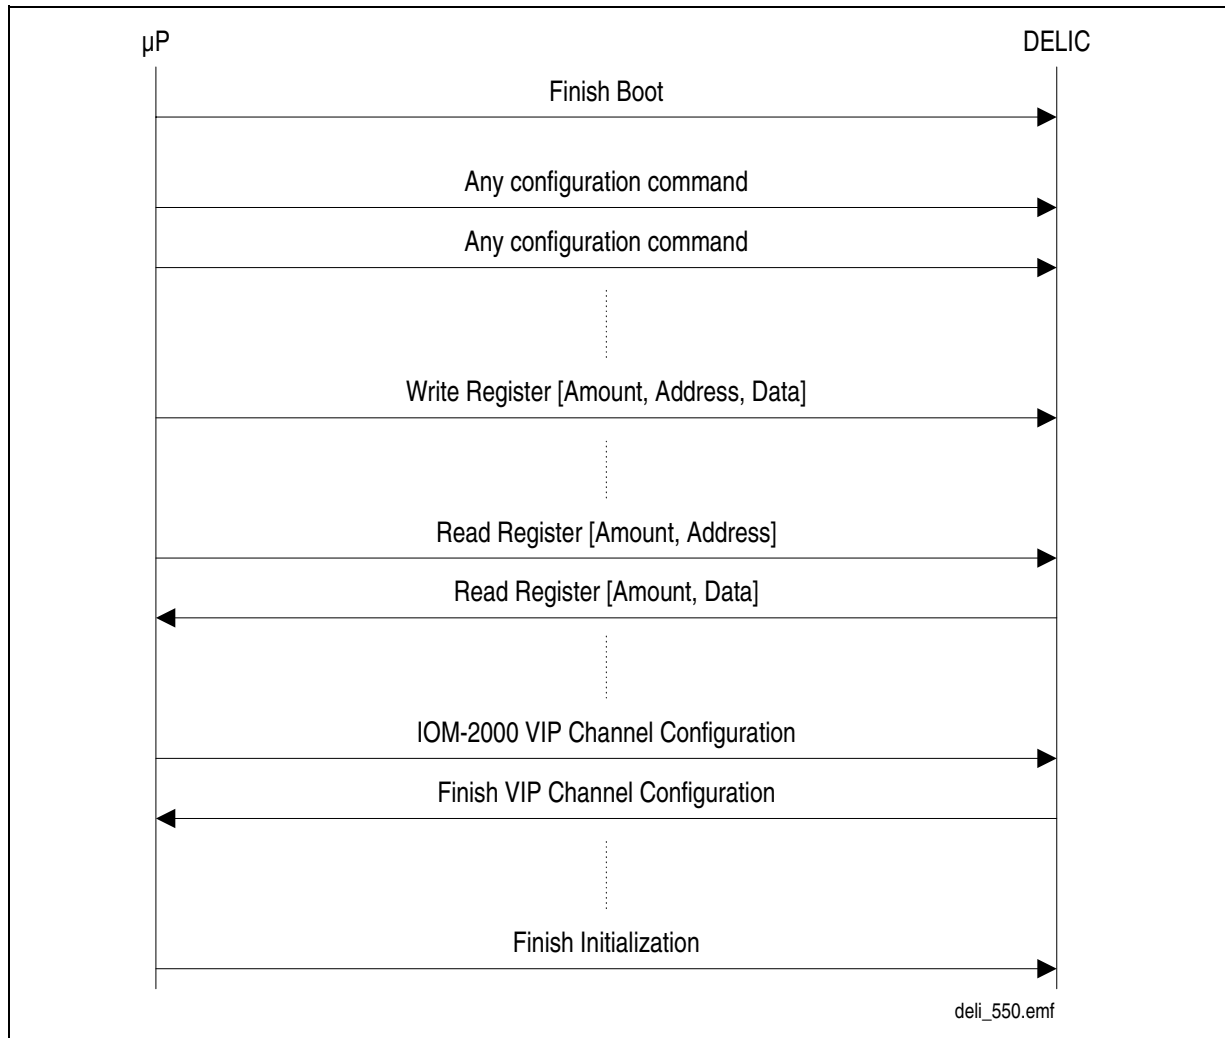 µP DELIC
Finish Boot
Any configuration command
Any configuration command
Write Register [Amount, Address, Data]
Read Register [Amount, Address]
Read Register [Amount, Data]
IOM-2000 VIP Channel Configuration
Finish VIP Channel Configuration
Finish Initialization
deli_550.emf